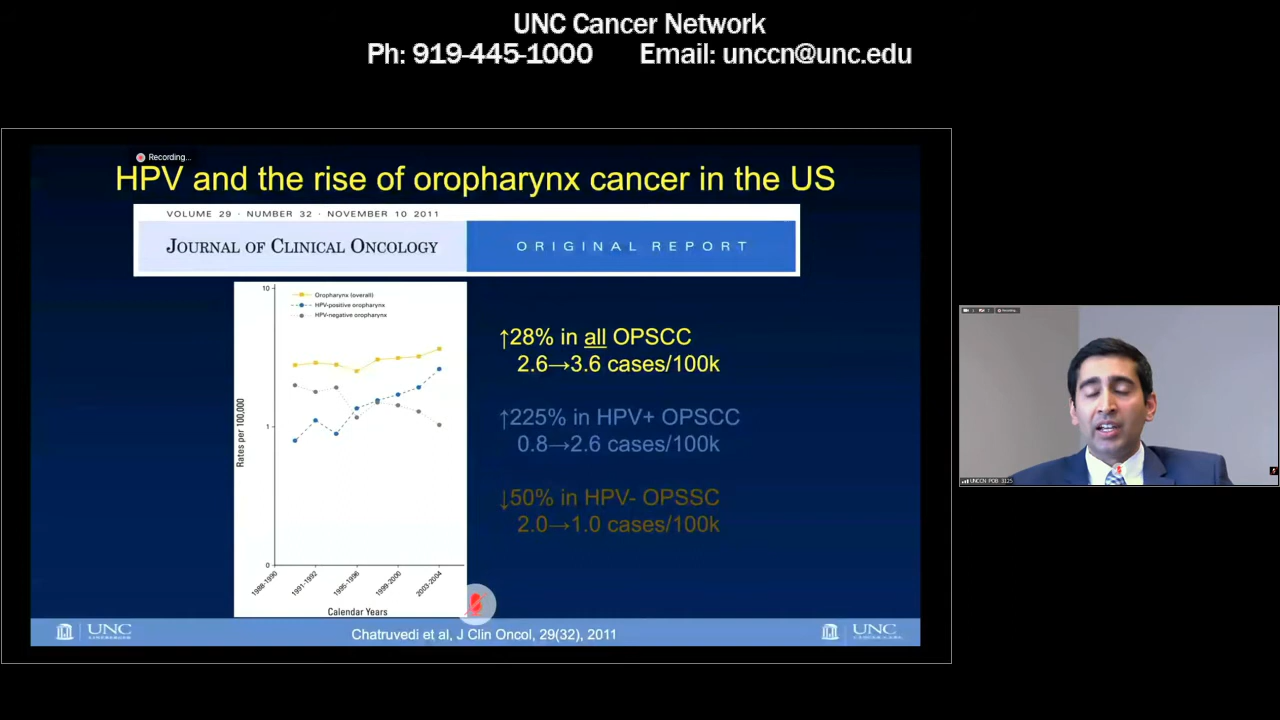 UNC Cancer Network
Ph: 919-445-1000 Email: unccn@unc.edu
Recording...
HPV and the rise of oropharynx cancer in the US
VOLUME 29 · NUMBER 32 · NOVEMBER 10 2011
JOURNAL OF CLINICAL ONCOLOGY
ORIGINAL REPORT
10
Oropharynx (overall)
HPV-positive oropharynx
HPV-negative oropharynx
Rates per 100,000
1
0
1988-1990
1991-1992
1995-1996
1999-2000
2003-2004
Calendar Years
↑28% in all OPSCC
2.6→3.6 cases/100k
↑225% in HPV+ OPSCC
0.8→2.6 cases/100k
↓50% in HPV- OPSSC
2.0→1.0 cases/100k
UNC
Chatruvedi et al, J Clin Oncol, 29(32), 2011
UNC
Recording...
UNCCN POB 3125